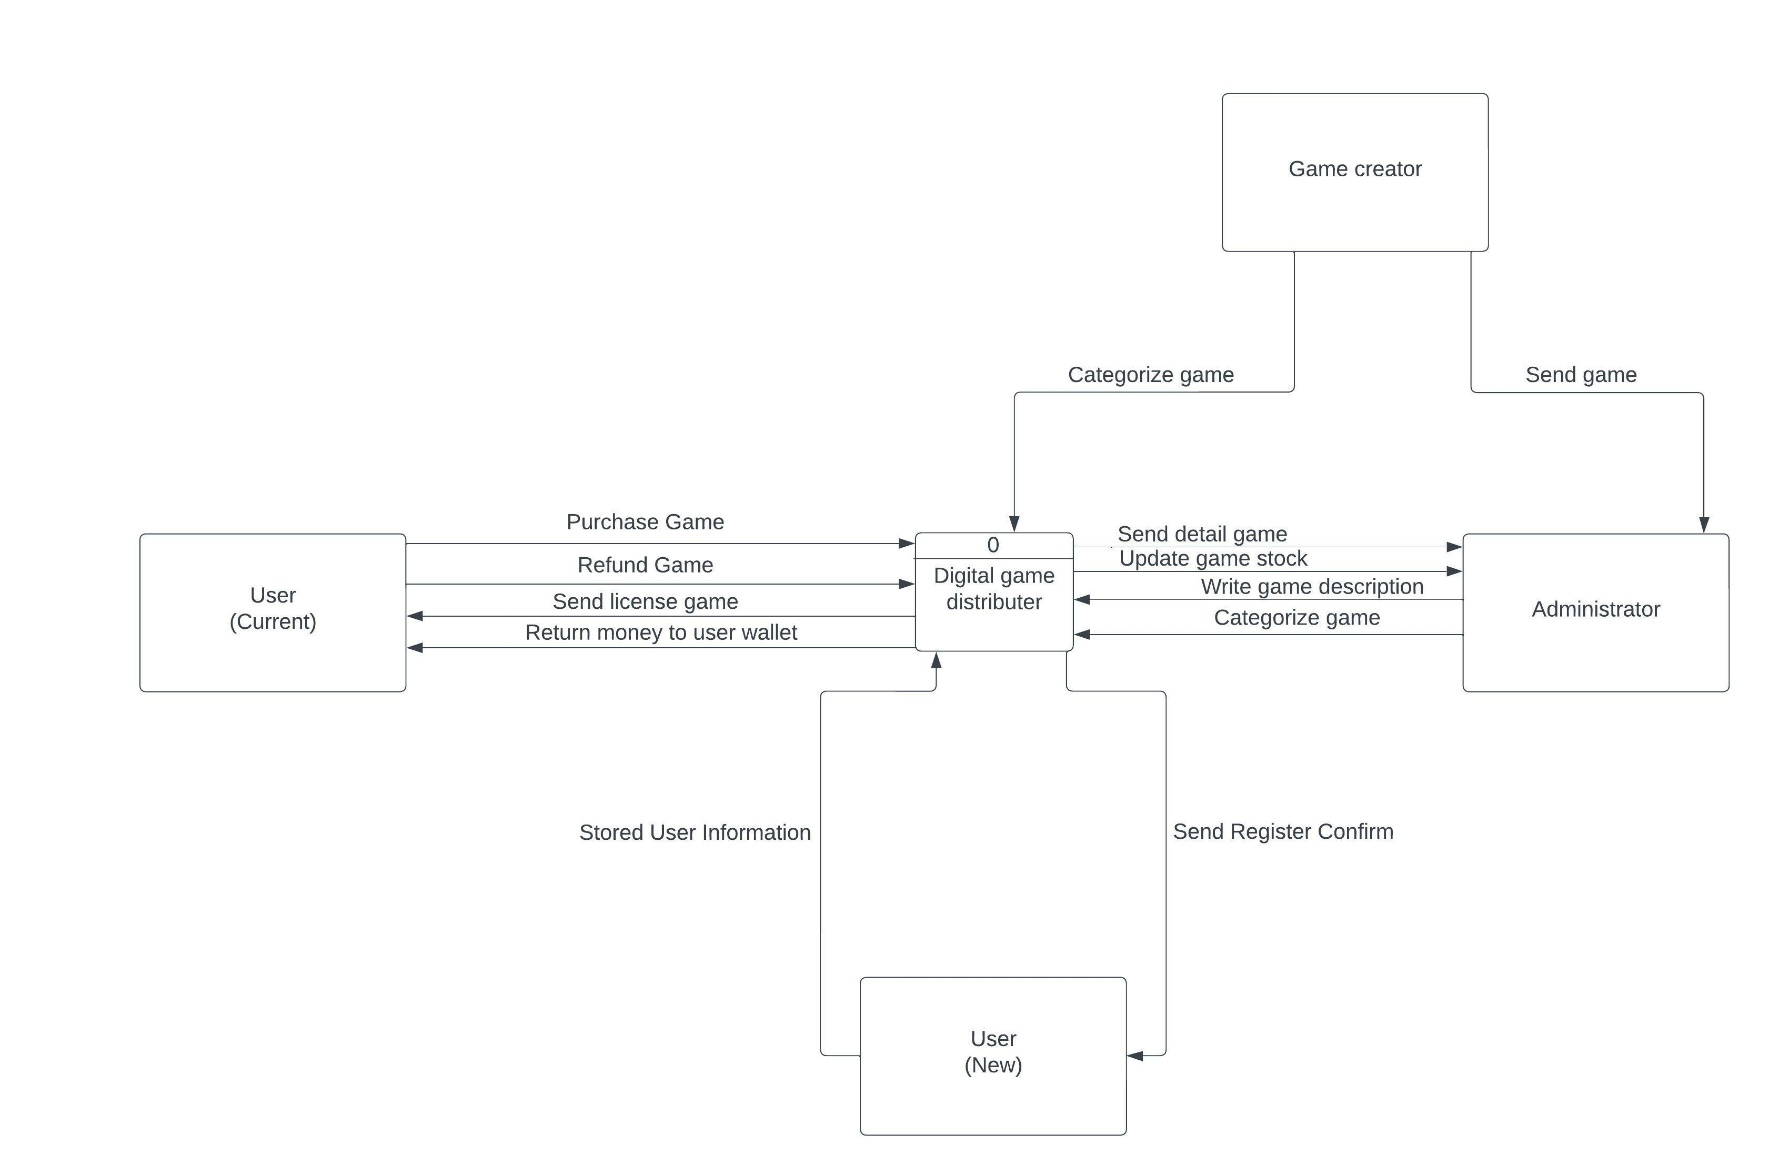 Game creator
Categorize game
Send game
Purchase Game
Refund Game
Send license game
Return money to user wallet
User
(Current)
0
Digital game
distributer
Send detail game
Update game stock
Write game description
Categorize game
Administrator
Stored User Information
Send Register Confirm
User
(New)